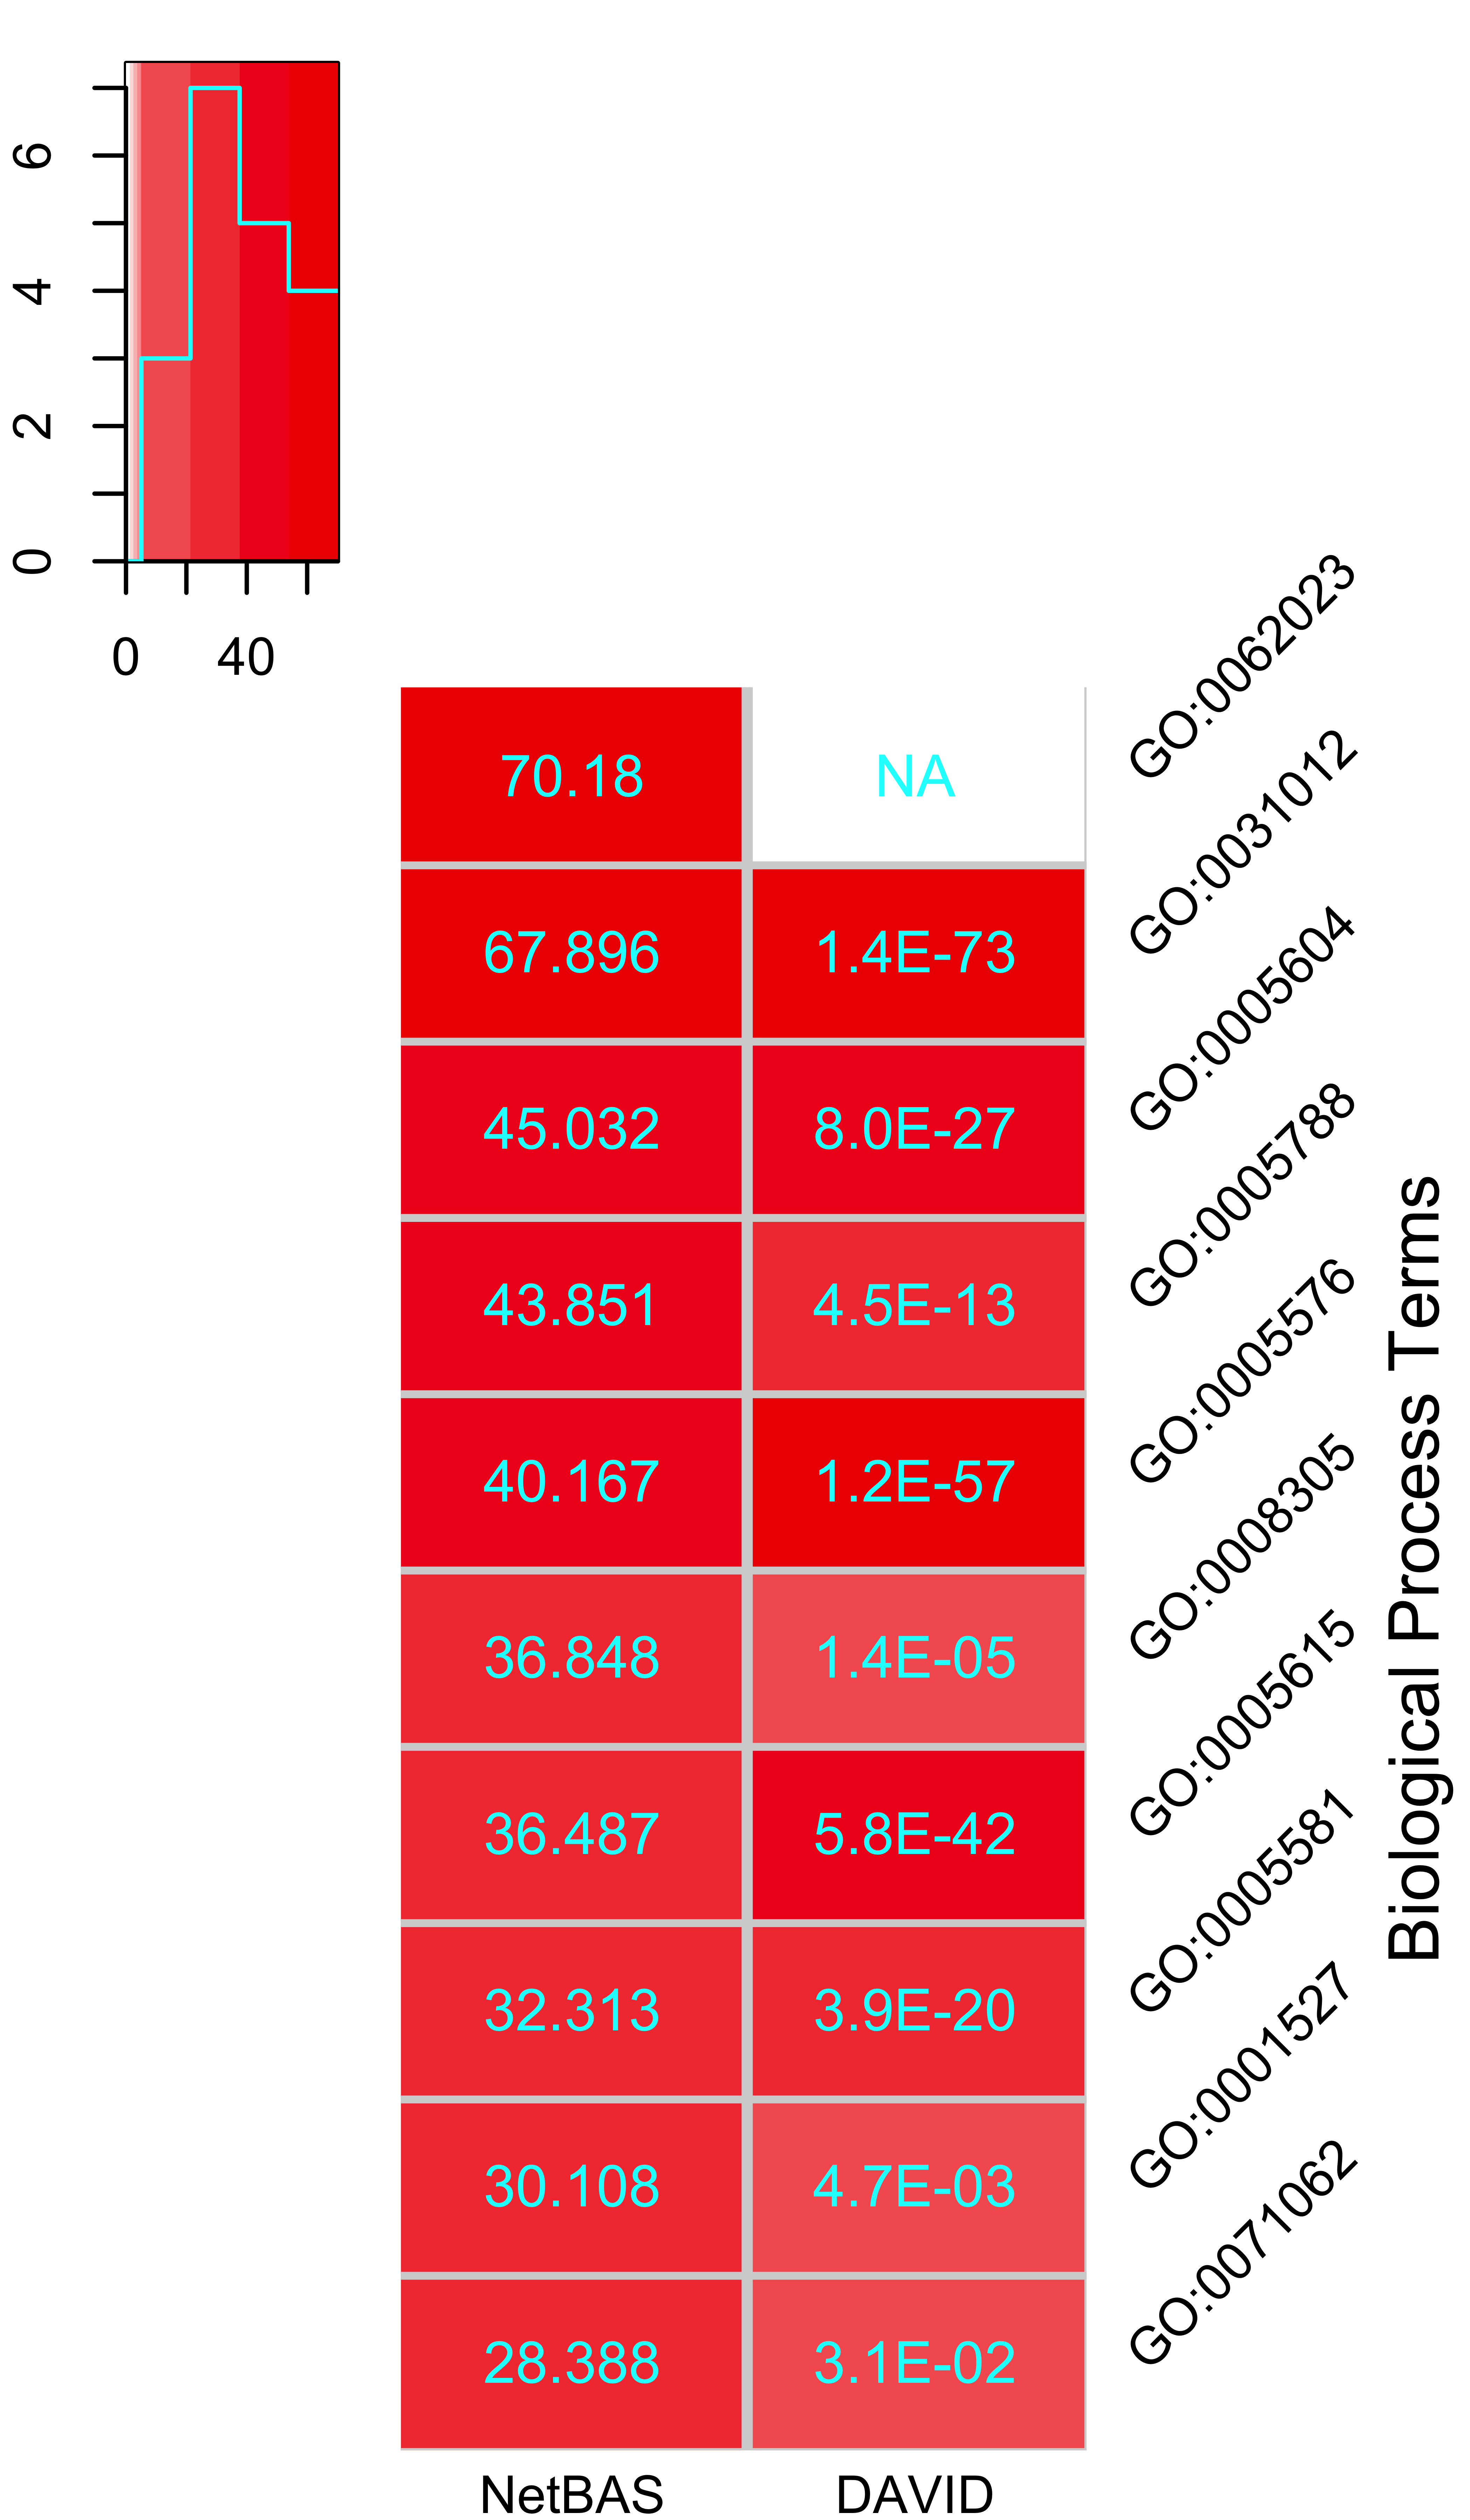 6
4
2
0
0 40
GO:0062023
70.18 NA
GO:0031012
67.896 1.4E-73
GO:0005604
45.032 8.0E-27
GO:0005788
43.851 4.5E-13
GO:0005576
40.167 1.2E-57
GO:0008305
36.848 1.4E-05
GO:0005615
36.487 5.8E-42
GO:0005581
32.313 3.9E-20
GO:0001527
30.108 4.7E-03
GO:0071062
28.388 3.1E-02
Biological Process Terms
NetBAS DAVID